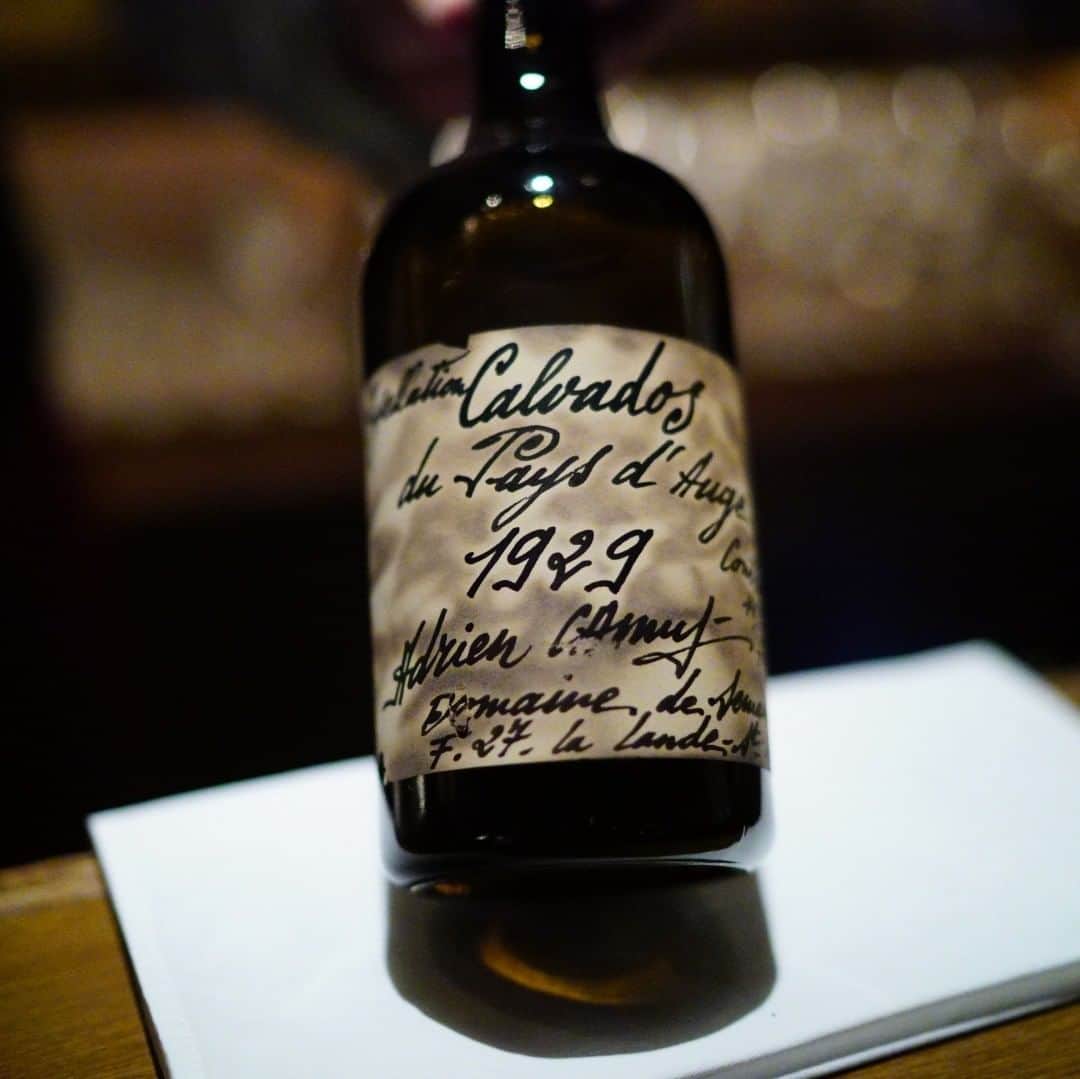 Calvados
du Pays d'Auge
1929
Adrien Camut
Domaine de
F. 27. la Lande-